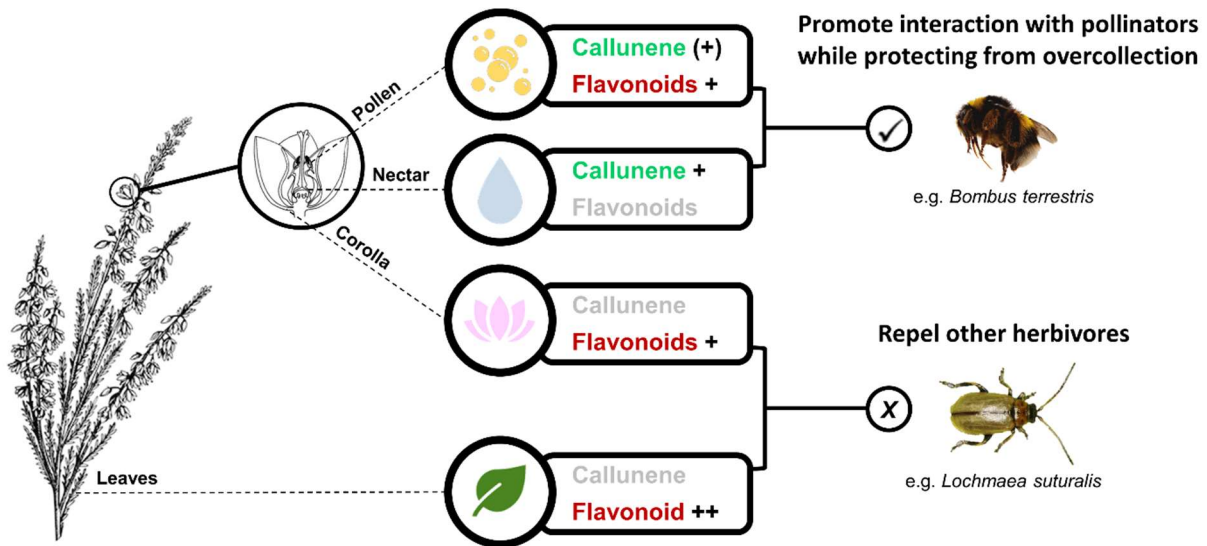 Promote interaction with pollinators
while protecting from overcollection
Callunene (+)
Flavonoids +
Pollen
Nectar
Callunene +
Flavonoids
e.g. Bombus terrestris
Corolla
Callunene
Flavonoids +
Repel other herbivores
x
Leaves
Callunene
Flavonoid ++
e.g. Lochmaea suturalis